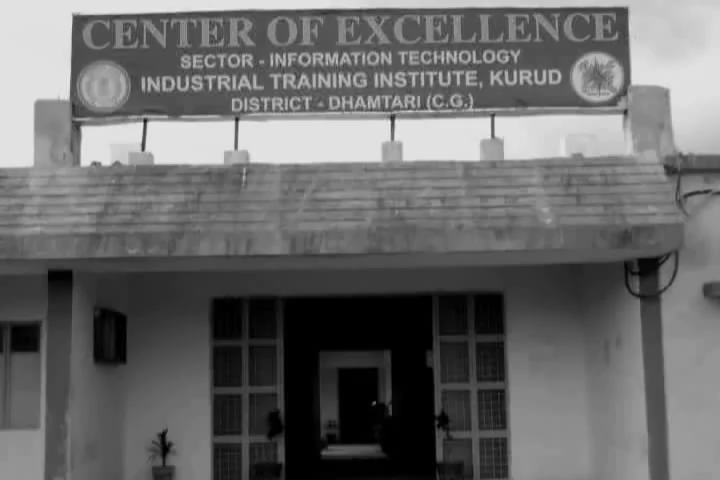 CENTER OF EXCELLENCE
SECTOR - INFORMATION TECHNOLOGY
INDUSTRIAL TRAINING INSTITUTE, KURUD
DISTRICT - DHAMTARI (C.G.)